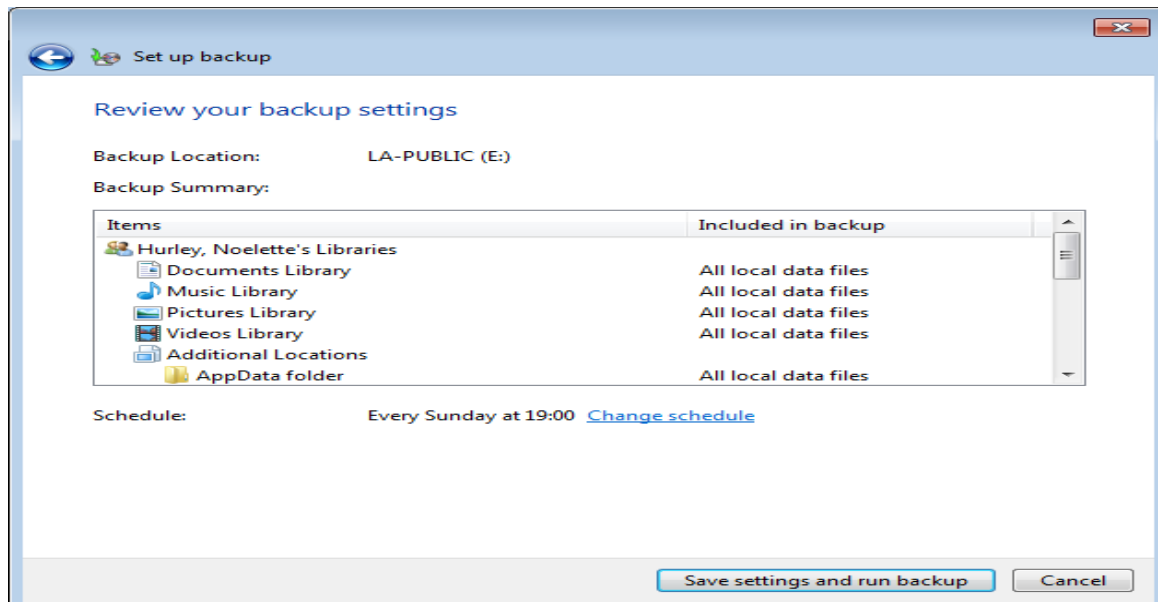 Set up backup
Review your backup settings
Backup Location: LA-PUBLIC (E:)
Backup Summary:
Items Included in backup
Hurley, Noelette's Libraries
Documents Library All local data files
Music Library All local data files
Pictures Library All local data files
Videos Library All local data files
Additional Locations
AppData folder All local data files
Schedule: Every Sunday at 19:00 Change schedule
Save settings and run backup Cancel